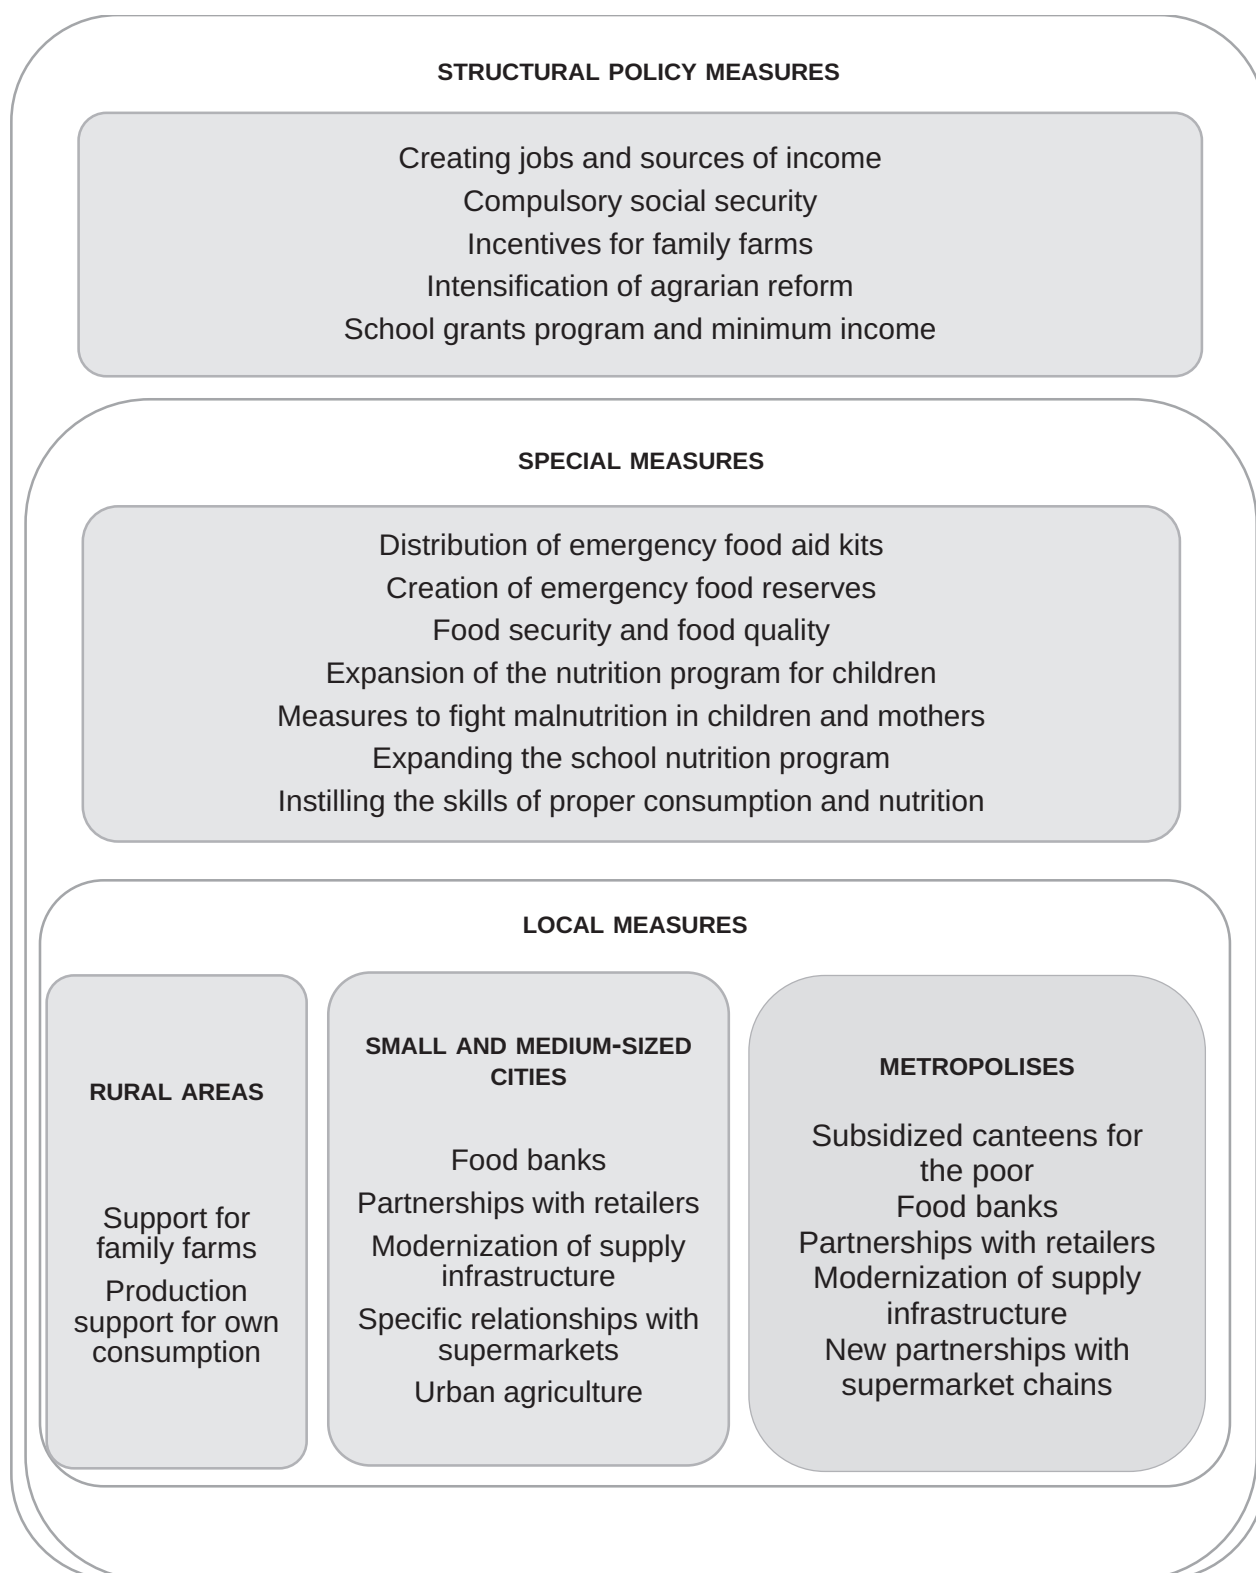 STRUCTURAL POLICY MEASURES
Creating jobs and sources of income
Compulsory social security
Incentives for family farms
Intensification of agrarian reform
School grants program and minimum income
SPECIAL MEASURES
Distribution of emergency food aid kits
Creation of emergency food reserves
Food security and food quality
Expansion of the nutrition program for children
Measures to fight malnutrition in children and mothers
Expanding the school nutrition program
Instilling the skills of proper consumption and nutrition
LOCAL MEASURES
RURAL AREAS
Support for
family farms
Production
support for own
consumption
SMALL AND MEDIUM-SIZED
CITIES
Food banks
Partnerships with retailers
Modernization of supply
infrastructure
Specific relationships with
supermarkets
Urban agriculture
METROPOLISES
Subsidized canteens for
the poor
Food banks
Partnerships with retailers
Modernization of supply
infrastructure
New partnerships with
supermarket chains